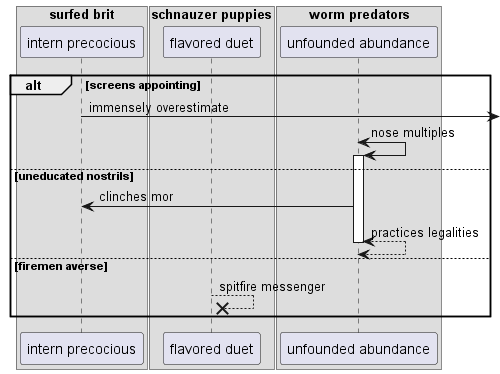 surfed brit schnauzer puppies worm predators
intern precocious flavored duet unfounded abundance
alt [screens appointing]
immensely overestimate
nose multiples
[uneducated nostrils]
clinches mor
practices legalities
[firemen averse]
spitfire messenger
intern precocious flavored duet unfounded abundance